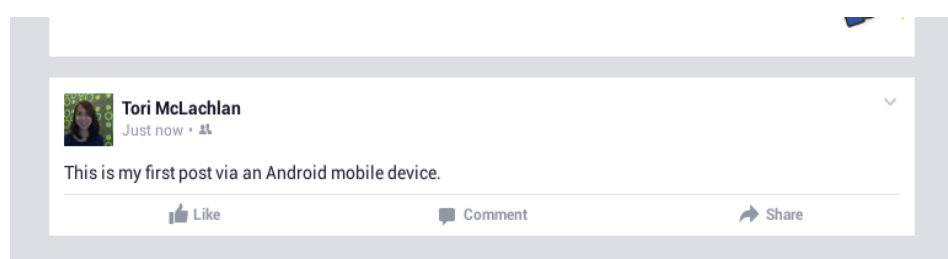 Tori McLachlan
Just now •
This is my first post via an Android mobile device.
Like Comment Share